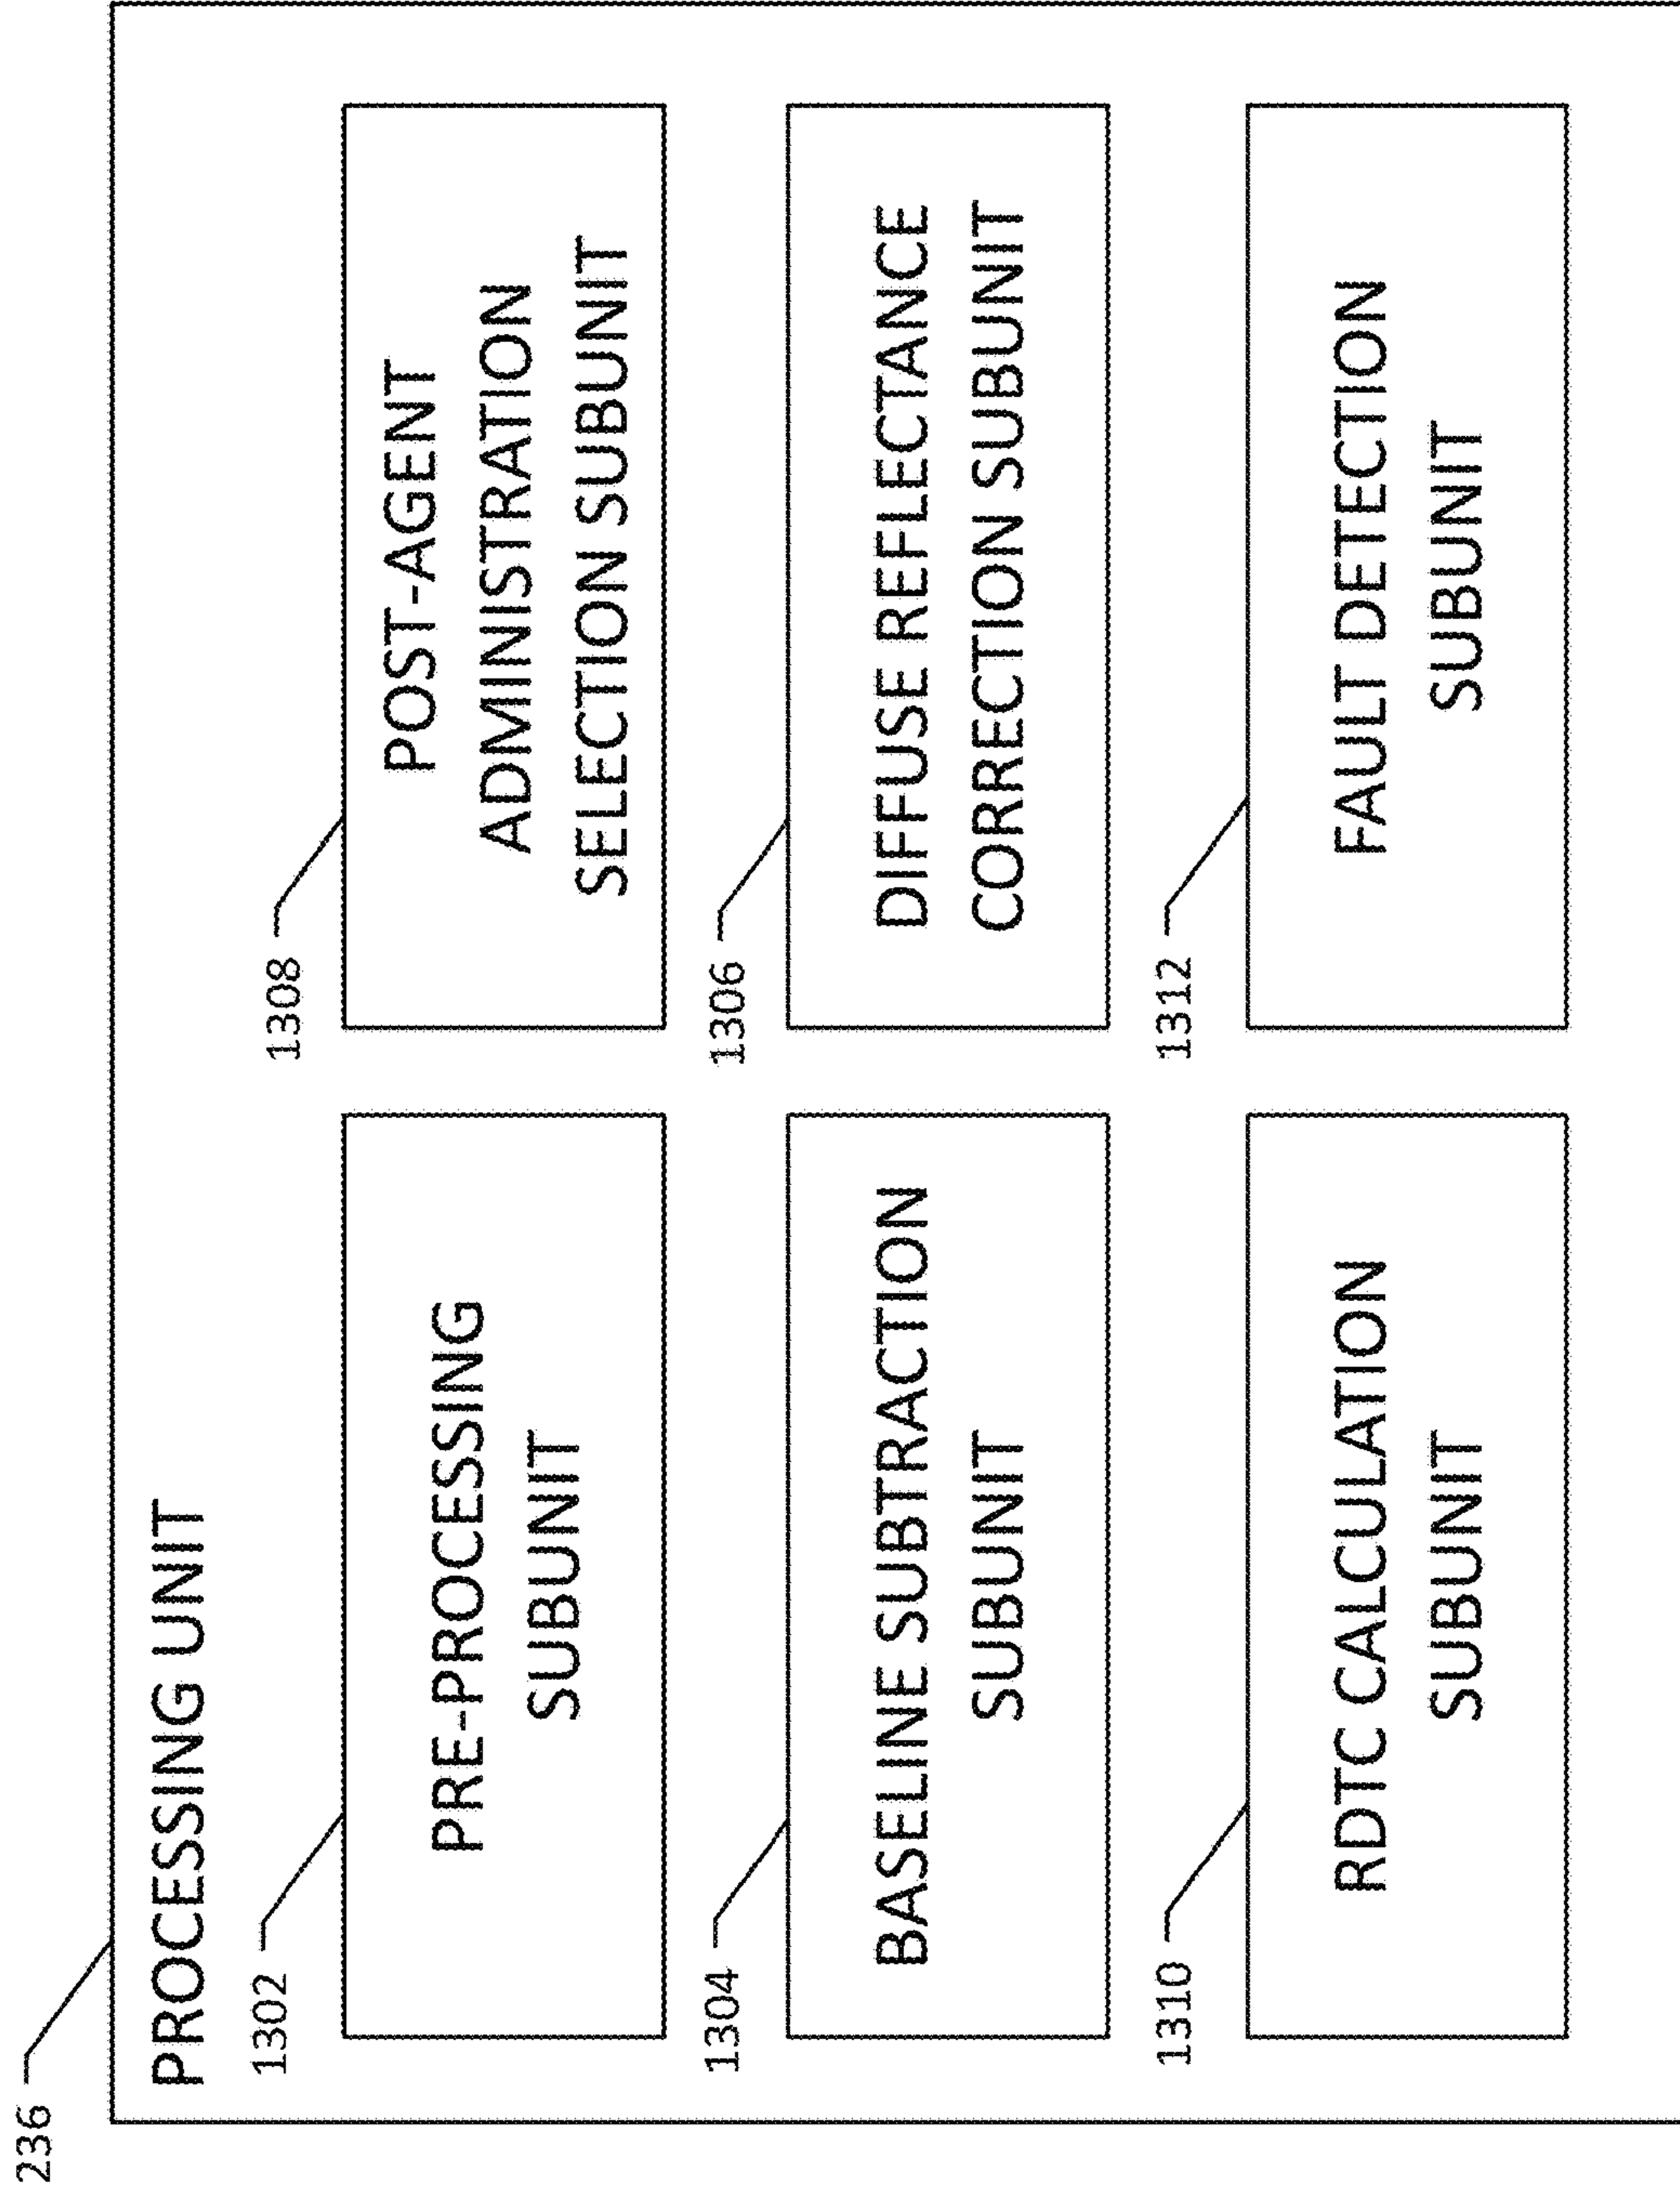 236
PROCESSING UNIT
1302
PRE-PROCESSING
SUBUNIT
1308
POST-AGENT
ADMINISTRATION
SELECTION SUBUNIT
1304
BASELINE SUBTRACTION
SUBUNIT
1306
DIFFUSE REFLECTANCE
CORRECTION SUBUNIT
1310
RDTC CALCULATION
SUBUNIT
1312
FAULT DETECTION
SUBUNIT